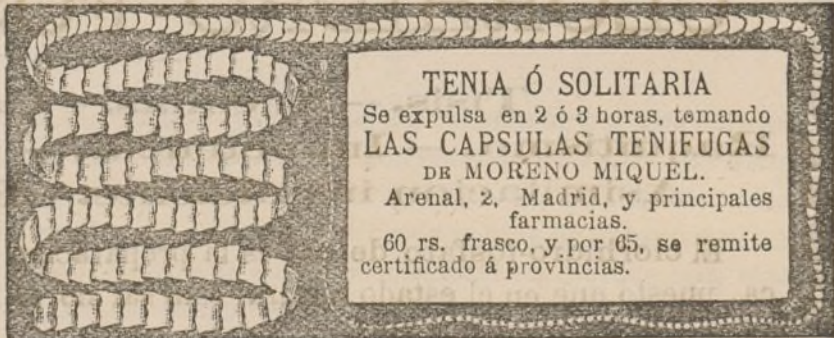 TENIA Ó SOLITARIA
Se expulsa en 2 ó 3 horas, tomando
LAS CAPSULAS TENIFUGAS
DE MORENO MIQUEL.
Arenal, 2, Madrid, y principales
farmacias.
60 rs. frasco, y por 65, se remite
certificado á provincias.